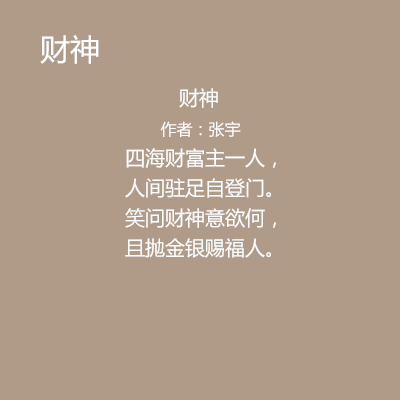 财神
财神
作者：张宇
四海财富主一人，
人间驻足自登门。
笑问财神意欲何，
且抛金银赐福人。